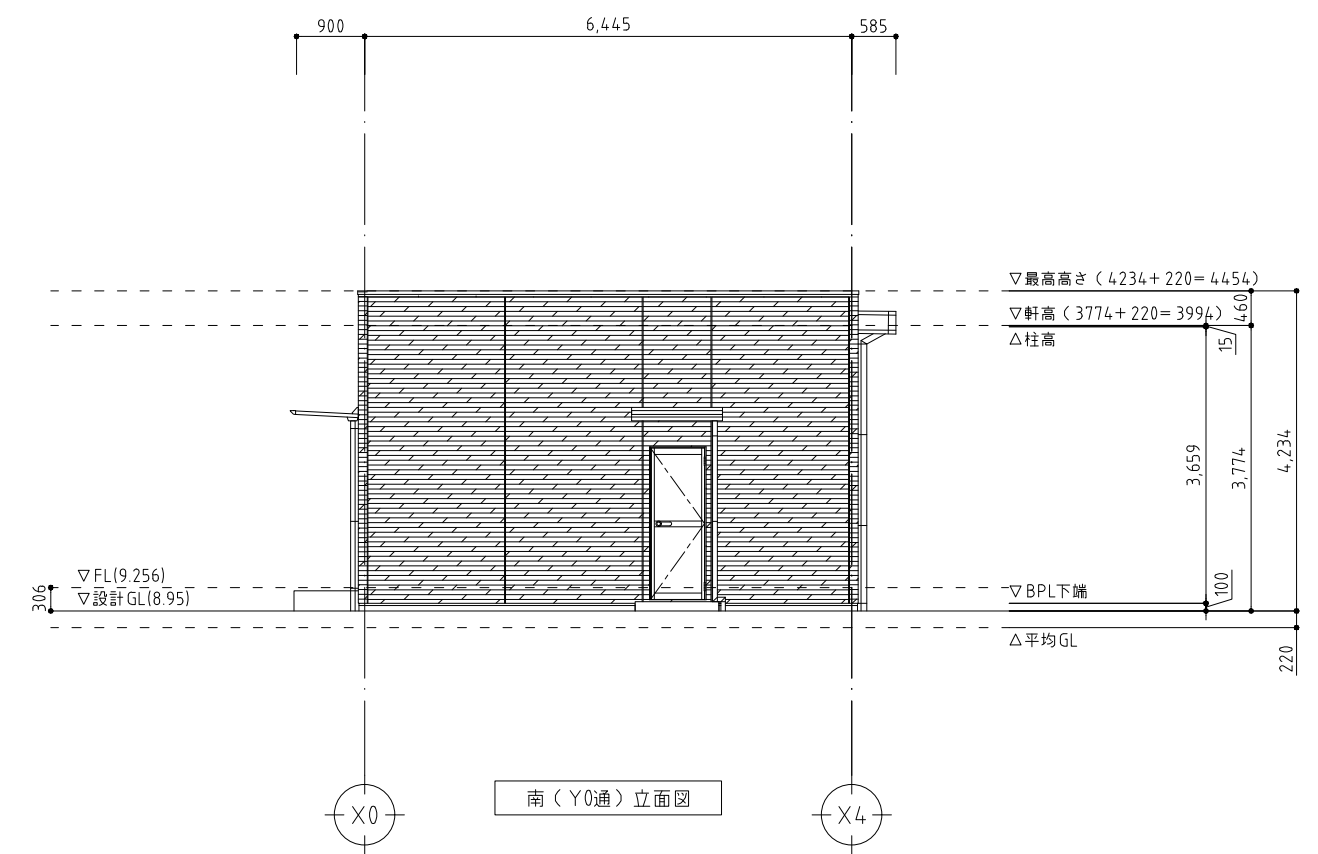 900
6,445
585
▽最高高さ（4234＋220＝4454）
▽軒高（3774＋220＝3994）
460
△柱高
15
3,659
3,774
4,234
▽FL(9.256)
▽設計GL(8.95)
306
▽BPL下端
100
△平均GL
220
南（Y0通）立面図
X0
X4